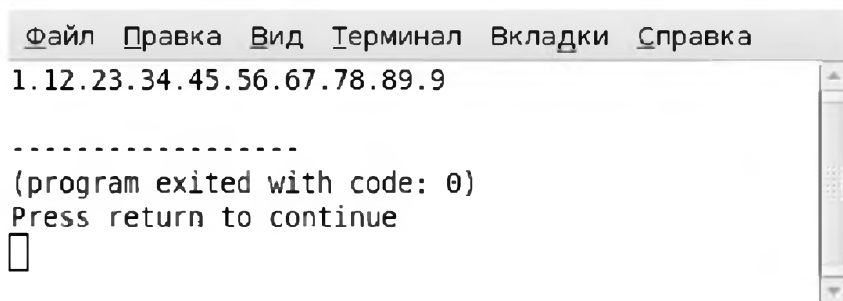 Файл Правка Вид Терминал Вкладки Справка
1.12.23.34.45.56.67.78.89.9
------------------
(program exited with code: 0)
Press return to continue